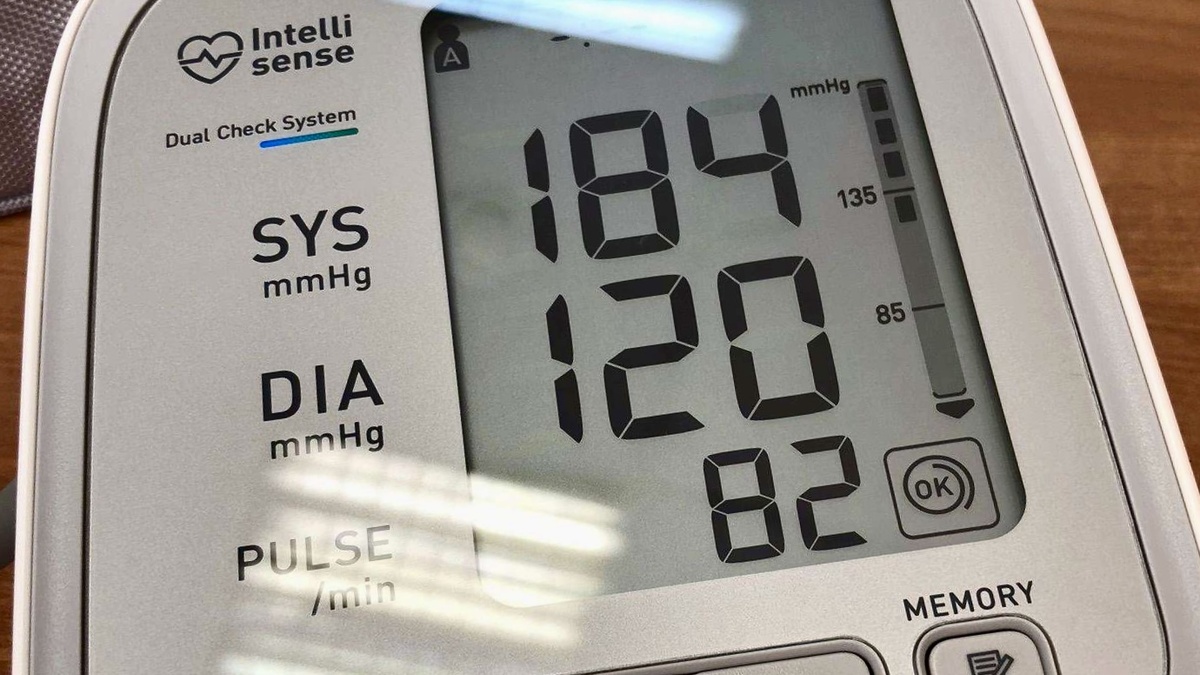 Intelli
sense
Dual Check System
A
mmHg
SYS
mmHg
184
135
DIA
mmHg
120
85
PULSE
/min
82
OK
MEMORY